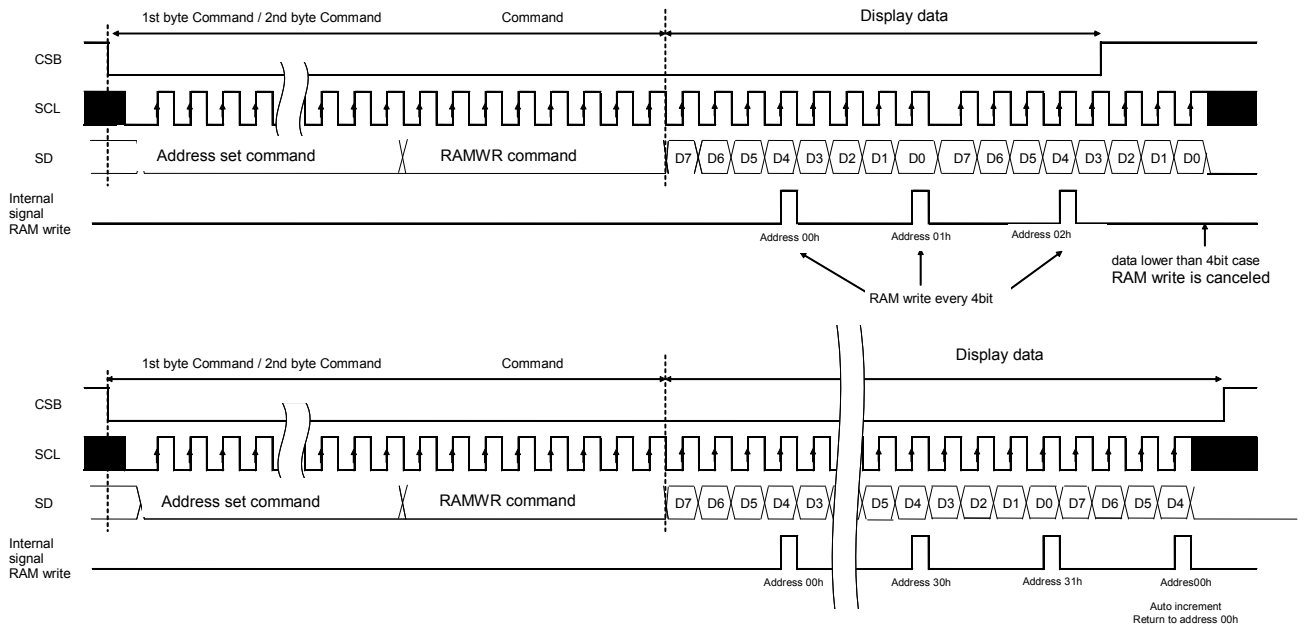 1st byte Command / 2nd byte Command Command Display data
CSB
SCL
SD Address set command RAMWR command D7 D6 D5 D4 D3 D2 D1 D0 D7 D6 D5 D4 D3 D2 D1 D0
Internal
signal
RAM write
Address 00h Address 01h Address 02h
data lower than 4bit case
RAM write is canceled
RAM write every 4bit
1st byte Command / 2nd byte Command Command Display data
CSB
SCL
SD Address set command RAMWR command D7 D6 D5 D4 D3 D5 D4 D3 D2 D1 D0 D7 D6 D5 D4
Internal
signal
RAM write
Address 00h Address 30h Address 31h Addres00h
Auto increment
Return to address 00h